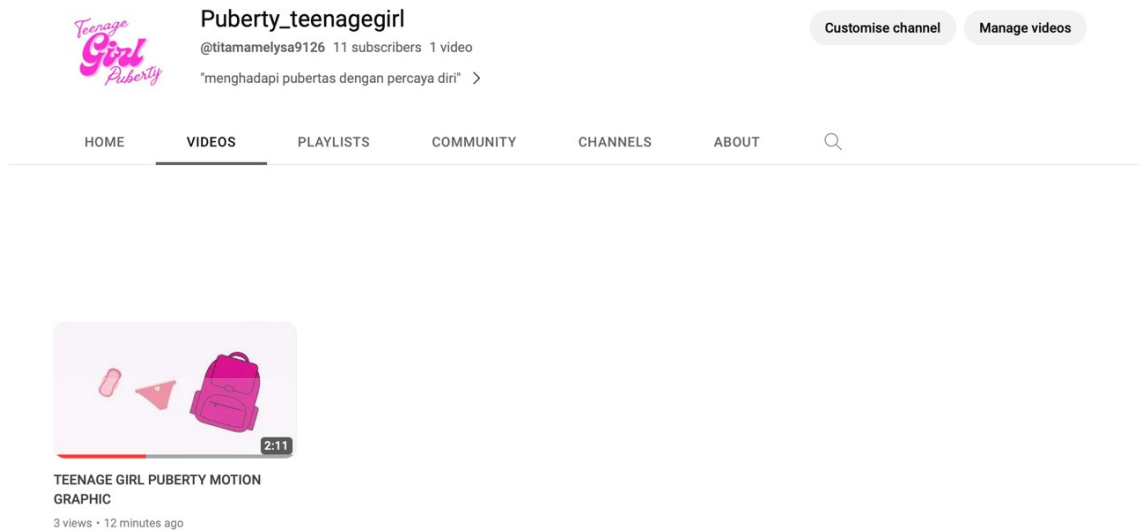 Teenage
Girl
Puberty
Puberty_teenagegirl
@titamamelysa9126 11 subscribers 1 video
"menghadapi pubertas dengan percaya diri"
Customise channel Manage videos
HOME VIDEOS PLAYLISTS COMMUNITY CHANNELS ABOUT
2:11
TEENAGE GIRL PUBERTY MOTION
GRAPHIC
3 views • 12 minutes ago